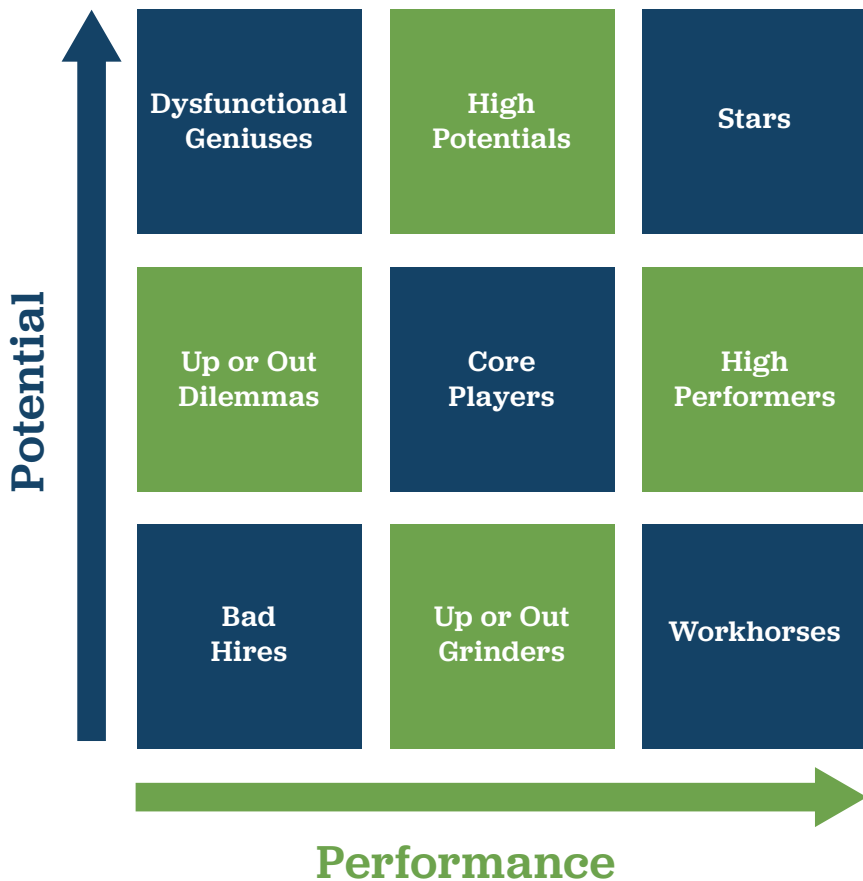 Dysfunctional
Geniuses
High
Potentials
Stars
Potential
Up or Out
Dilemmas
Core
Players
High
Performers
Bad
Hires
Up or Out
Grinders
Workhorses
Performance